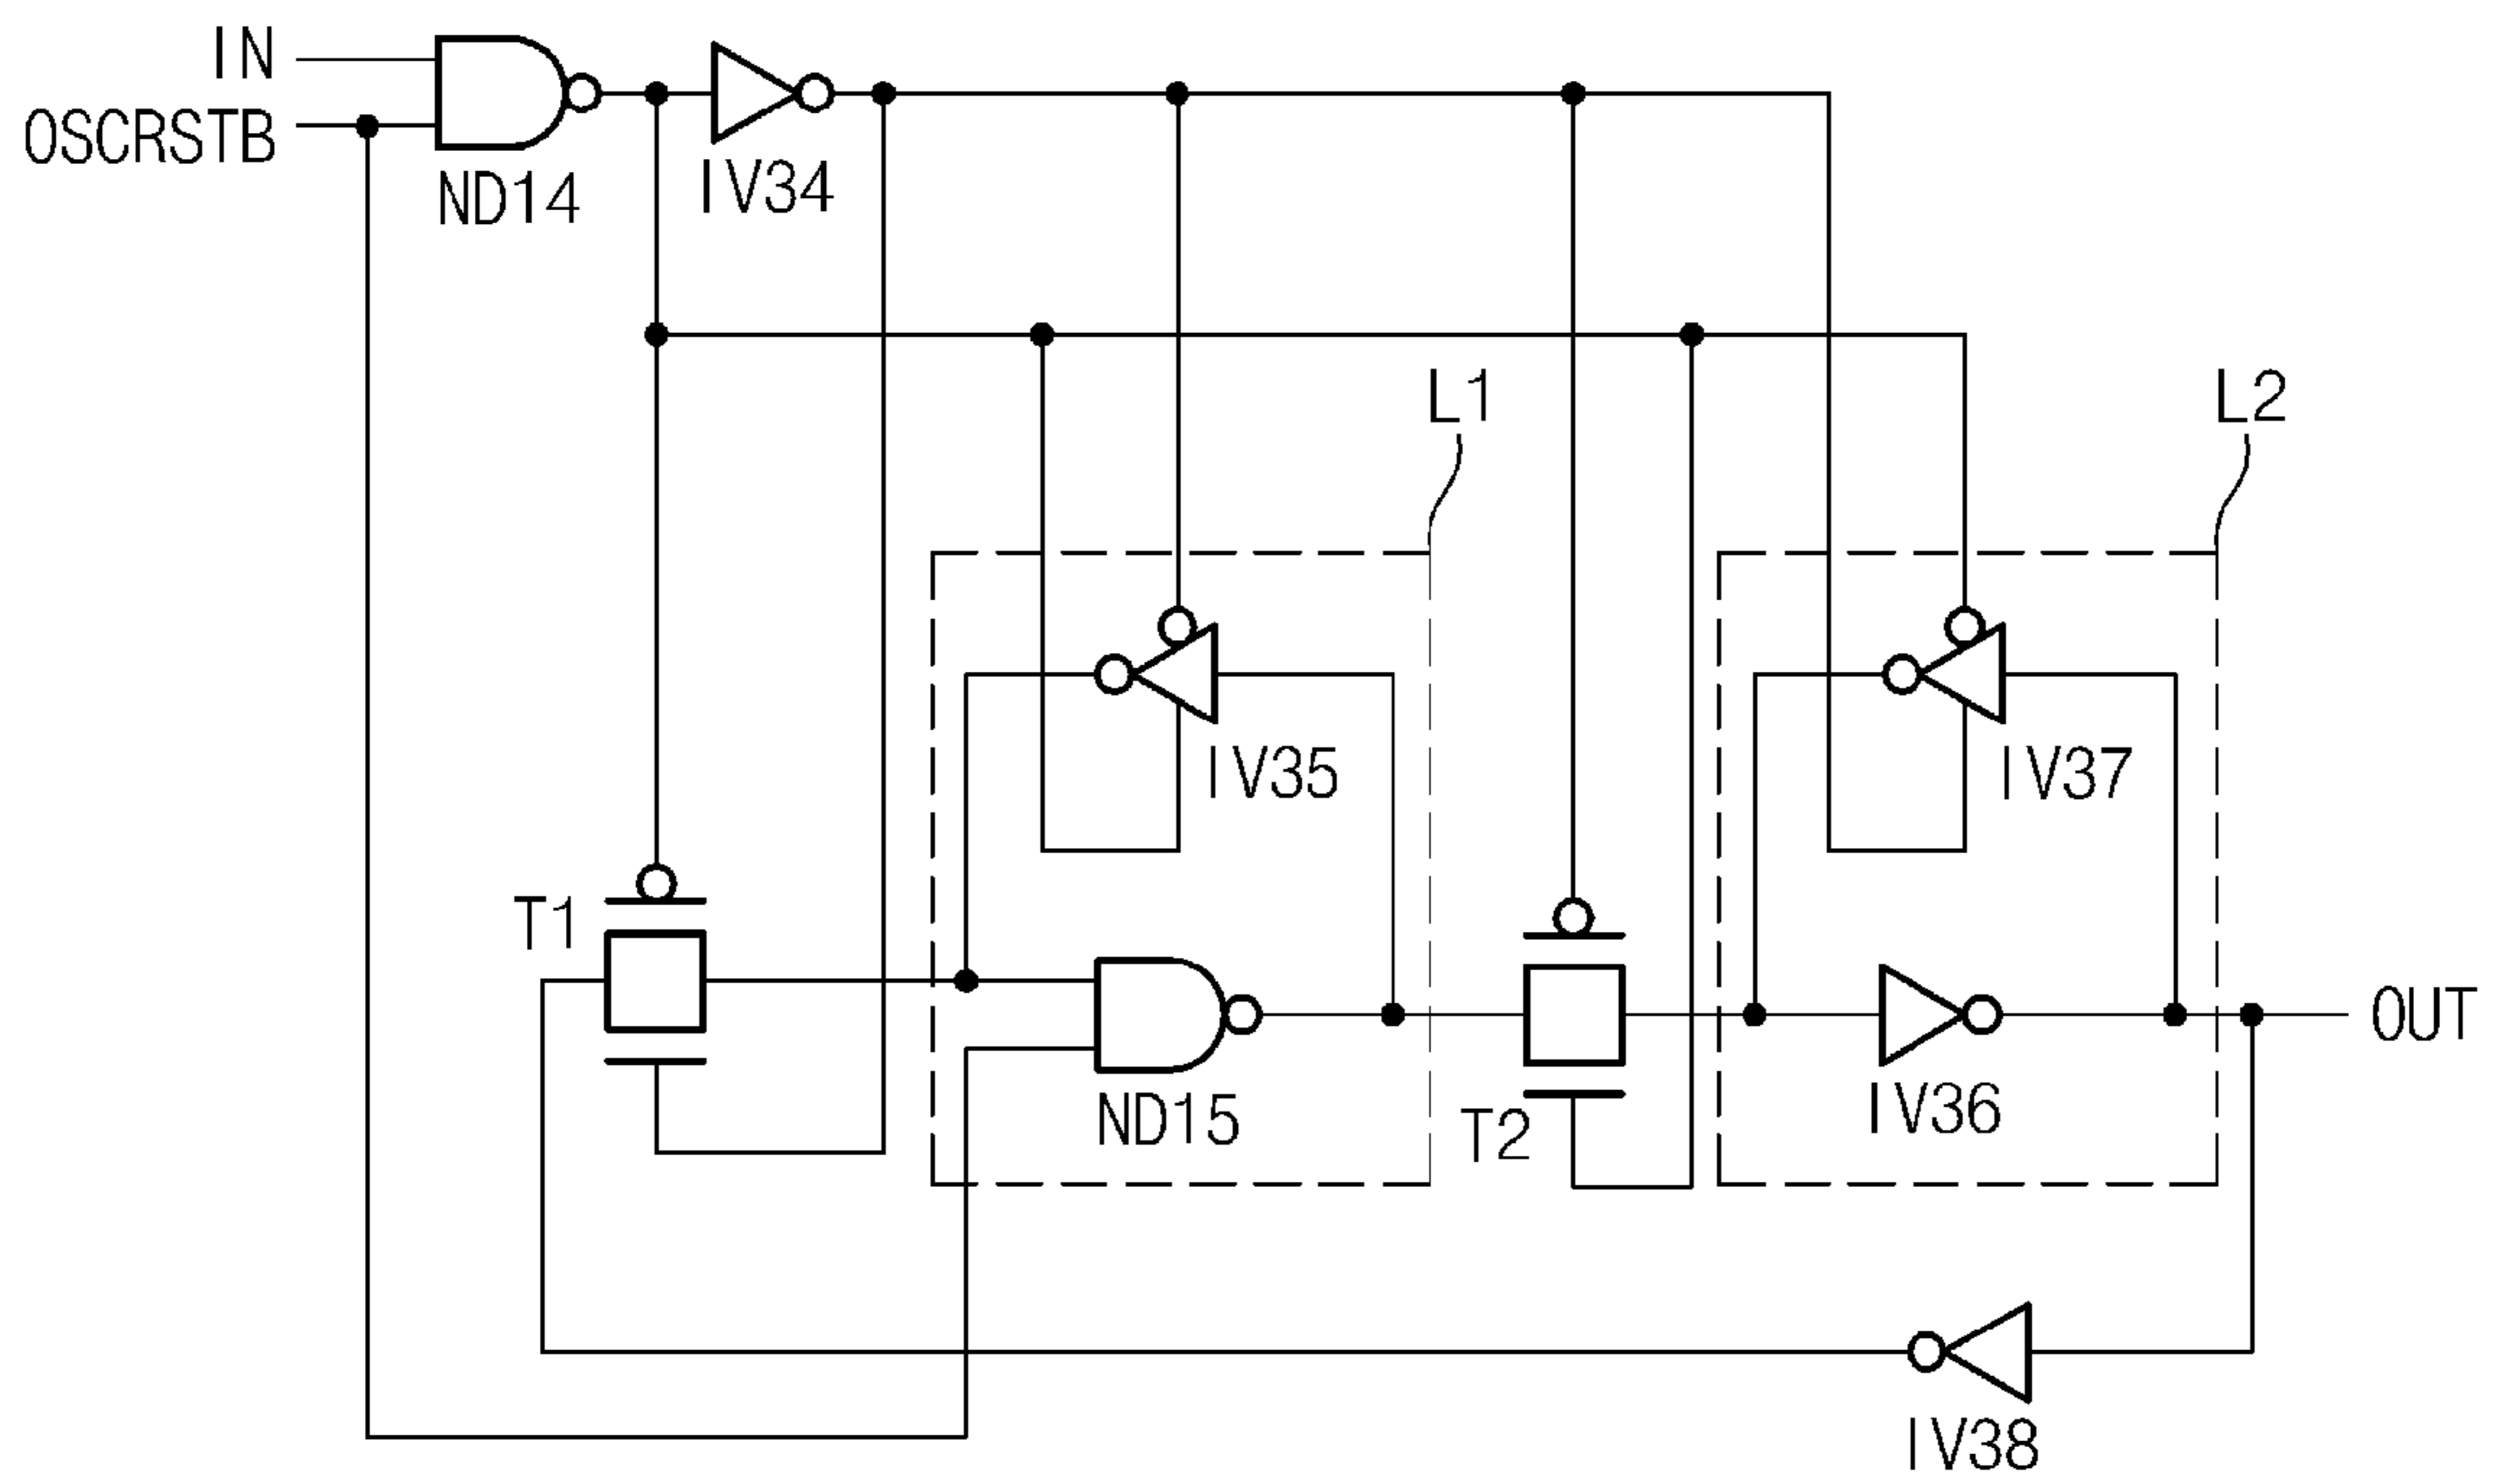 IN
OSCRSTB
ND14
IV34
L1
L2
IV35
IV37
T1
ND15
T2
IV36
OUT
IV38